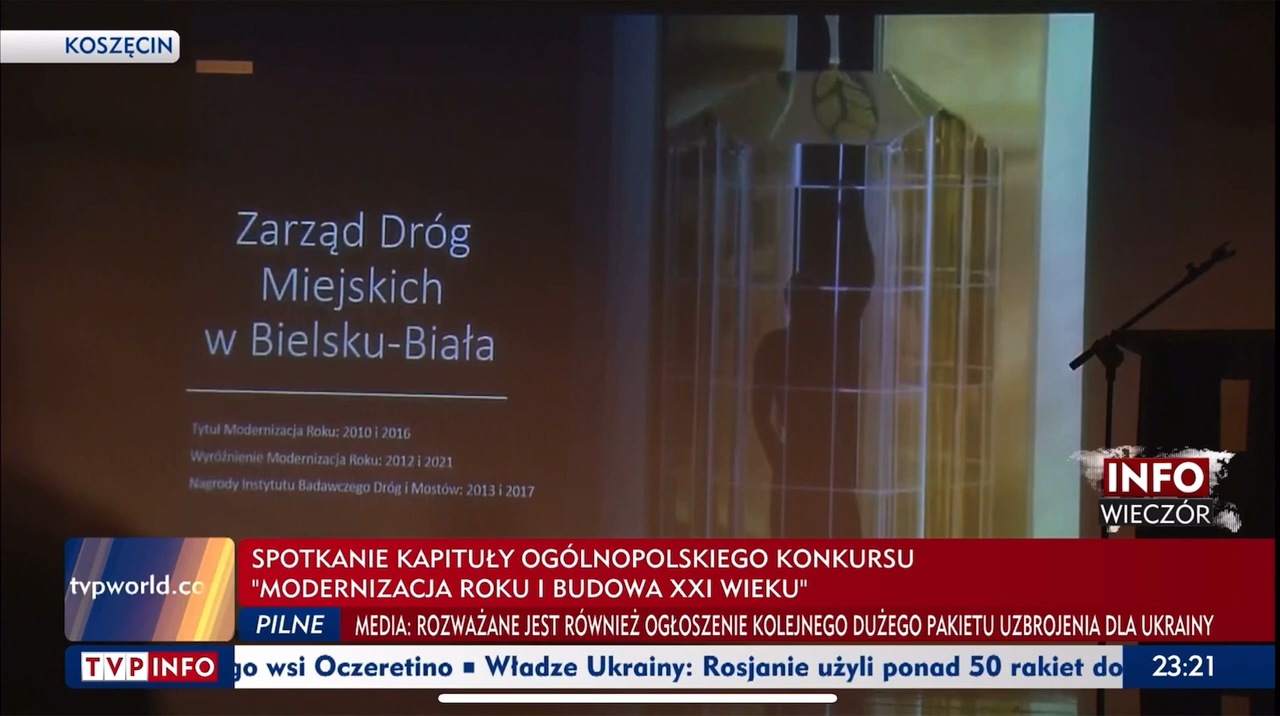 KOSZĘCIN
Zarząd Dróg
Miejskich
w Bielsku-Biała
Tytuł Modernizacja Roku: 2010 i 2016
Wyróżnienie Modernizacja Roku: 2012 i 2021
Nagrody Instytutu Badawczego Dróg i Mostów: 2013 i 2017
INFO
WIECZÓR
SPOTKANIE KAPITUŁY OGÓLNOPOLSKIEGO KONKURSU
"MODERNIZACJA ROKU I BUDOWA XXI WIEKU"
tvpworld.co
PILNE MEDIA: ROZWAŻANE JEST RÓWNIEŻ OGŁOSZENIE KOLEJNEGO DUŻEGO PAKIETU UZBROJENIA DLA UKRAINY
TVP INFO go wsi Oczeretino ▪ Władze Ukrainy: Rosjanie użyli ponad 50 rakiet do 23:21